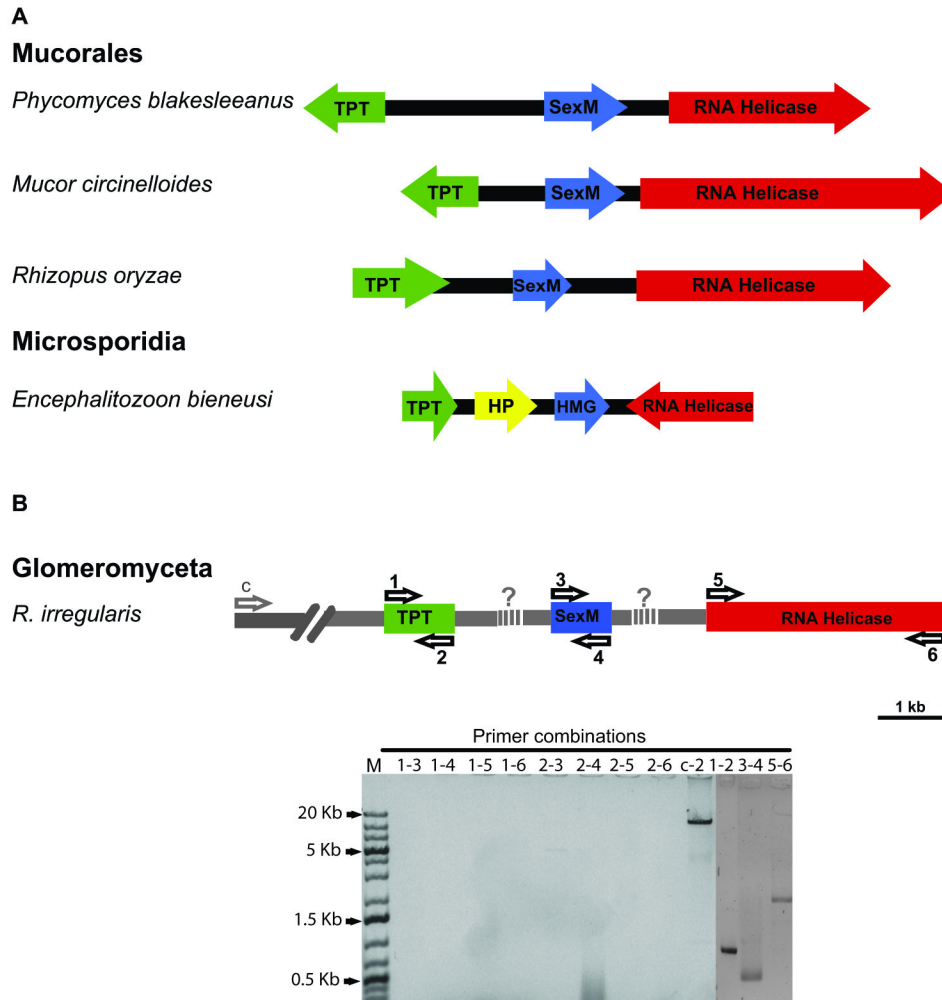 A
Mucorales
Phycomyces blakesleeanus
TPT SexM RNA Helicase
Mucor circinelloides
TPT SexM RNA Helicase
Rhizopus oryzae
TPT SexM RNA Helicase
Microsporidia
Encephalitozoon bieneusi
TPT HP HMG RNA Helicase
B
Glomeromyceta
R. irregularis
c 1 ? 3 ? 5
TPT SexM RNA Helicase
2 4 6
1 kb
Primer combinations
M 1-3 1-4 1-5 1-6 2-3 2-4 2-5 2-6 c-2 1-2 3-4 5-6
20 Kb
5 Kb
1.5 Kb
0.5 Kb